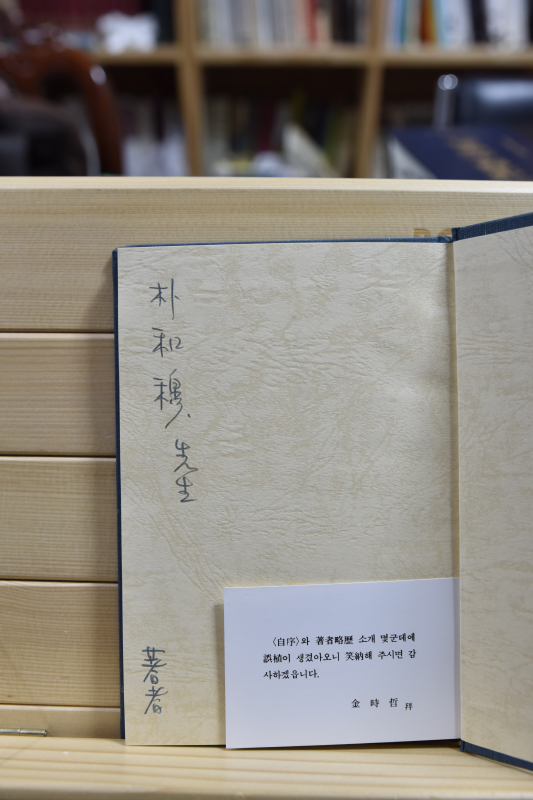 朴
和
穆
先
生
著
者
〈自序〉와 著者略歷 소개 몇군데에
誤植이 생겼아오니 笑納해 주시면 감
사하겠읍니다.
金 時 哲 拜